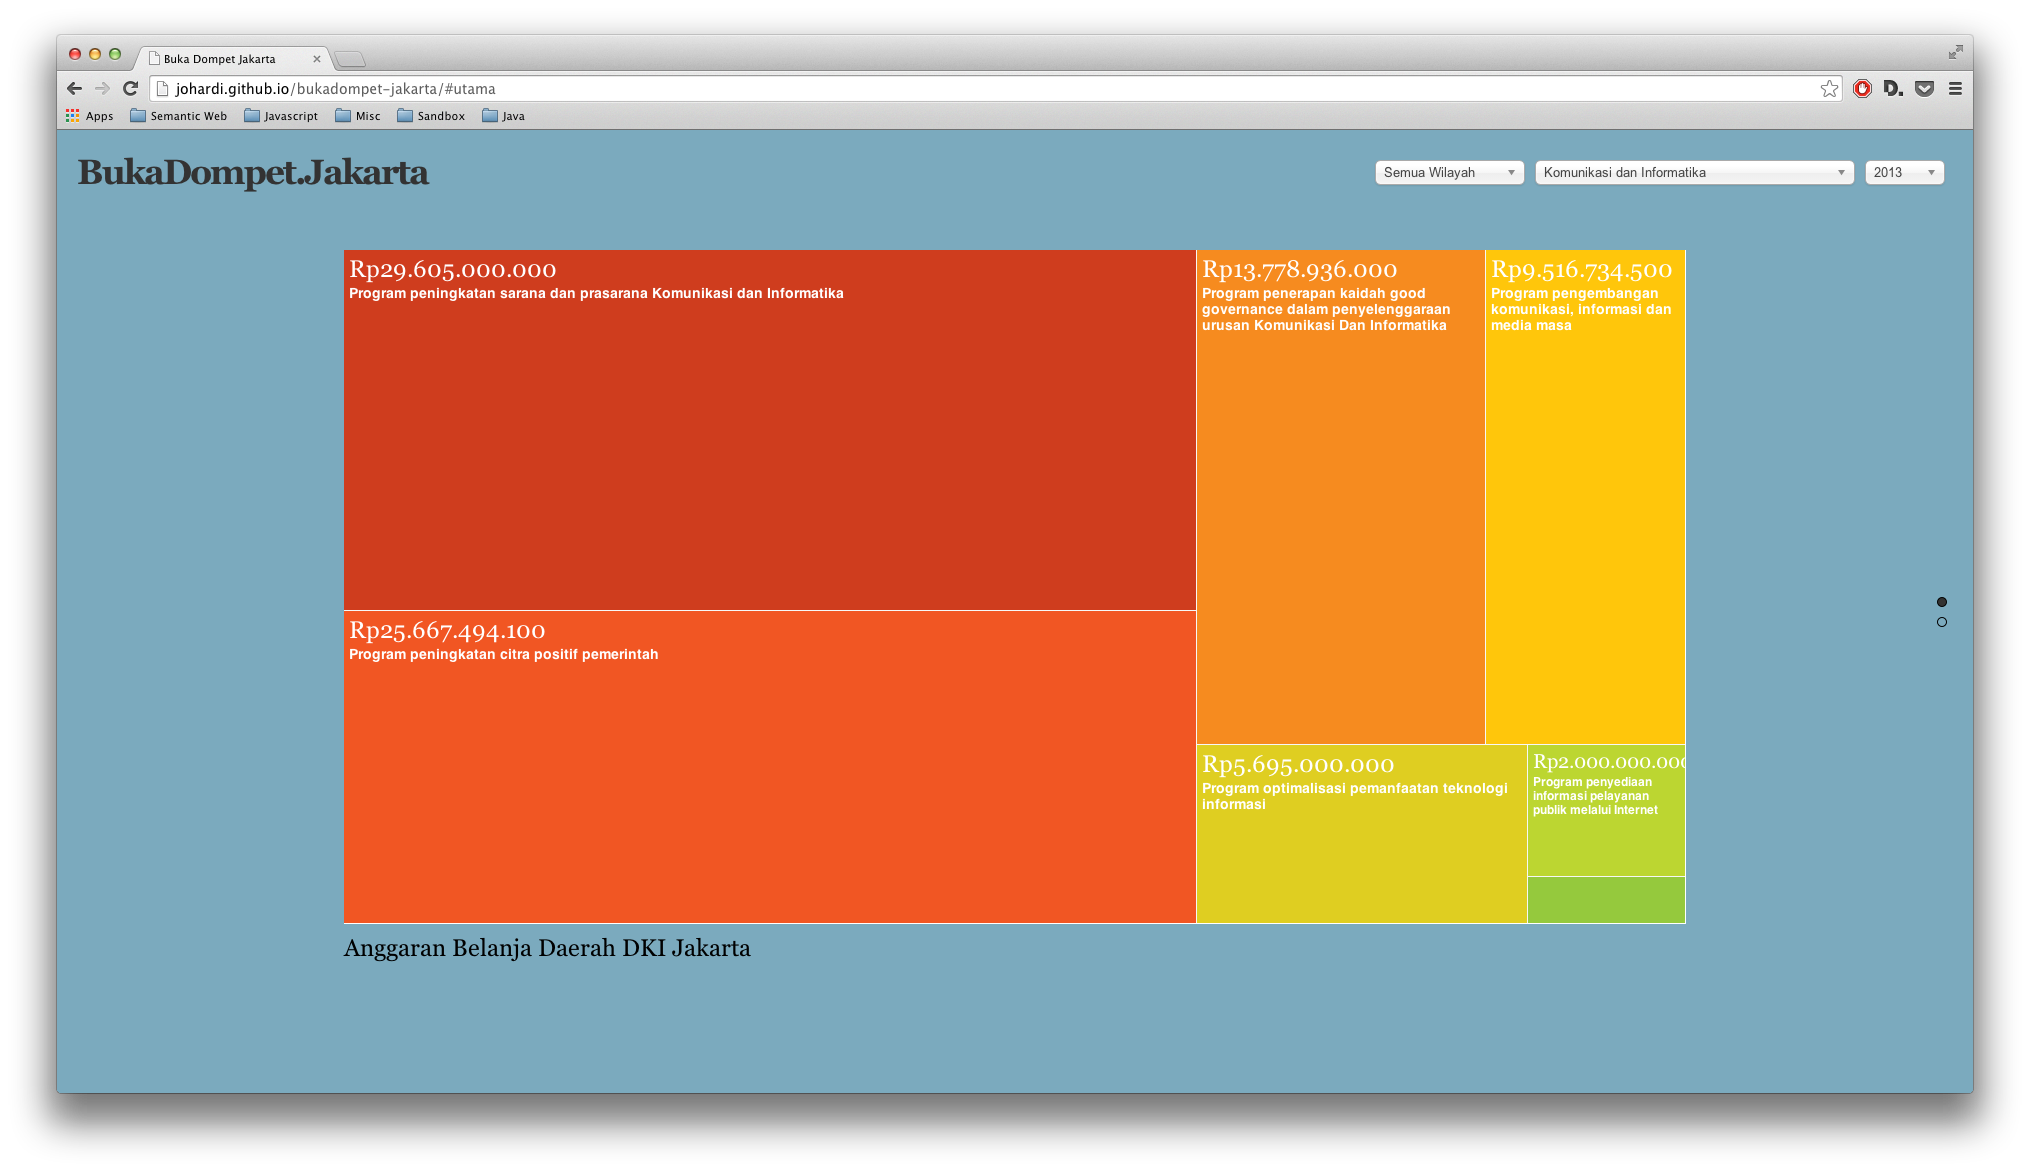 Buka Dompet Jakarta
johardi.github.io/bukadompet-jakarta/#utama
Apps Semantic Web Javascript Misc Sandbox Java
BukaDompet.Jakarta
Semua Wilayah Komunikasi dan Informatika 2013
Rp29.605.000.000
Program peningkatan sarana dan prasarana Komunikasi dan Informatika
Rp13.778.936.000
Program penerapan kaidah good
governance dalam penyelenggaraan
urusan Komunikasi Dan Informatika
Rp9.516.734.500
Program pengembangan
komunikasi, informasi dan
media masa
Rp25.667.494.100
Program peningkatan citra positif pemerintah
Rp5.695.000.000
Program optimalisasi pemanfaatan teknologi
informasi
Rp2.000.000.000
Program penyediaan
informasi pelayanan
publik melalui Internet
Anggaran Belanja Daerah DKI Jakarta